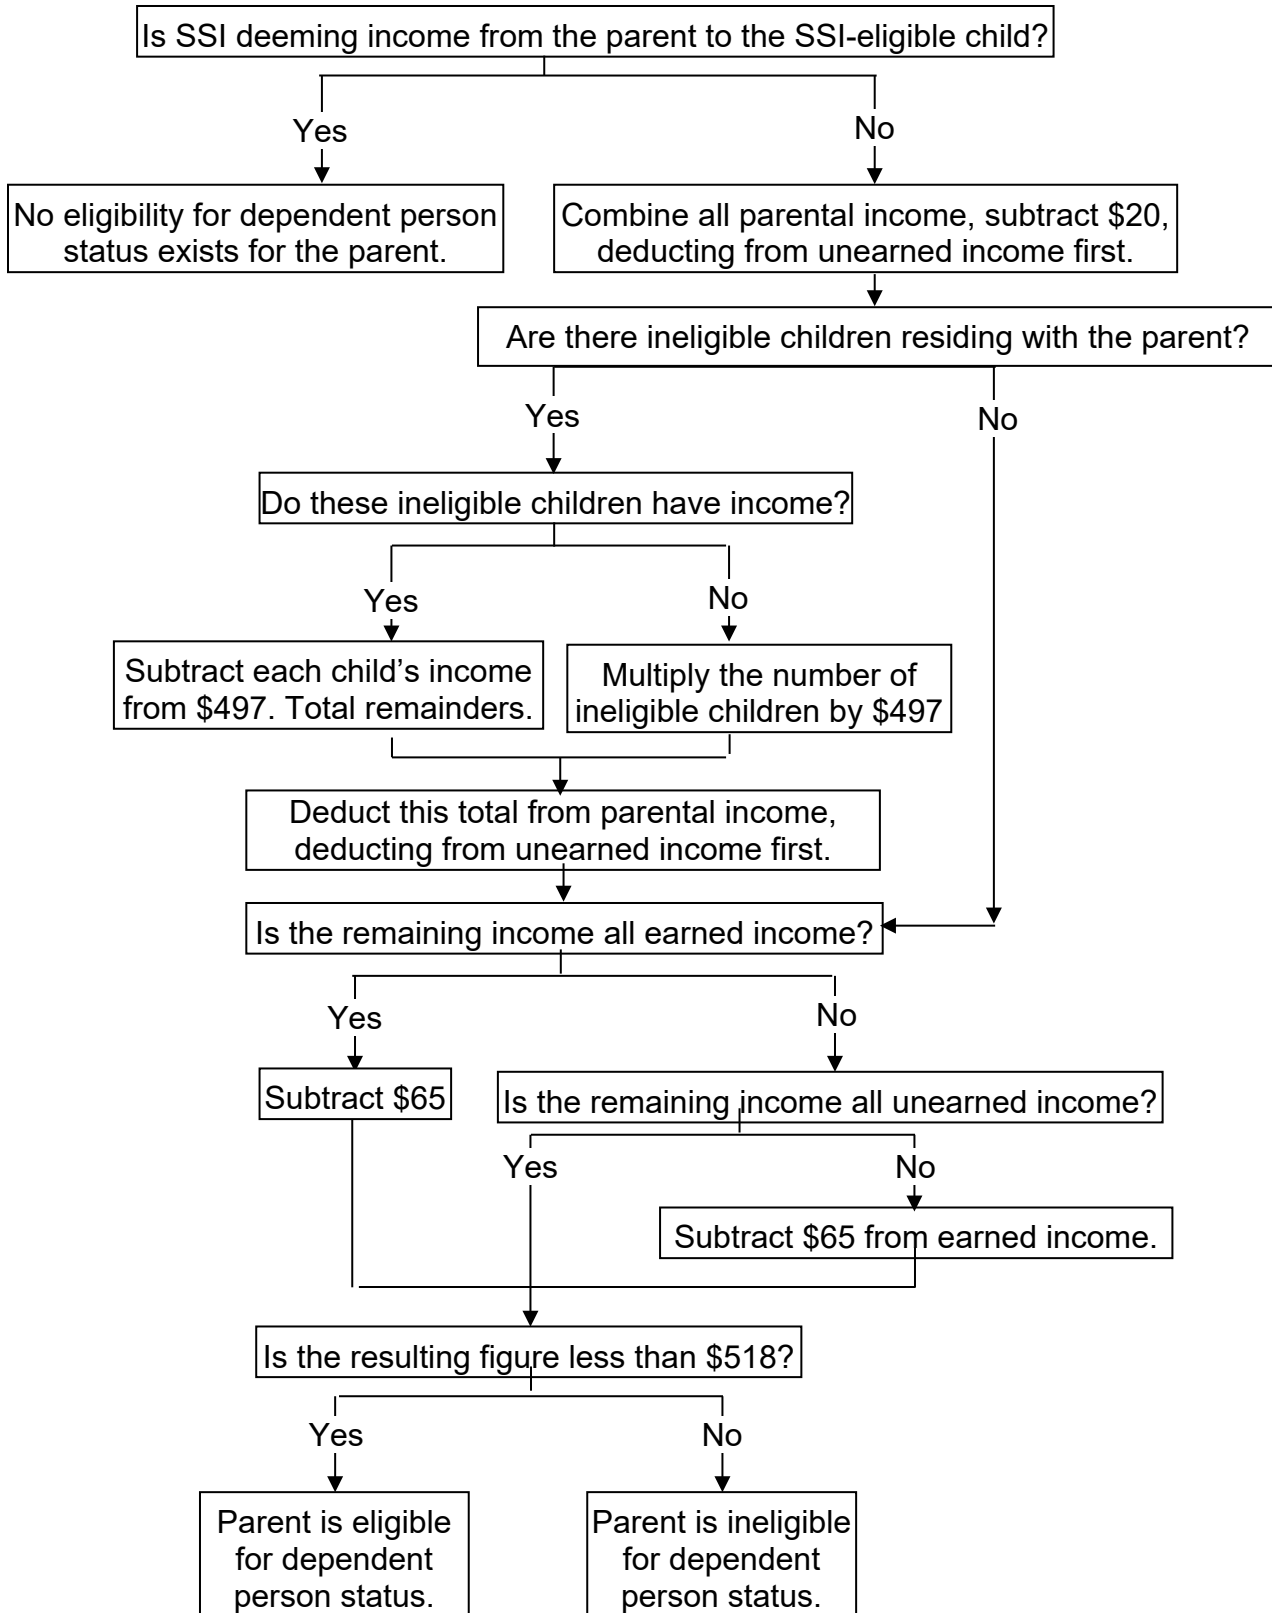 Is SSI deeming income from the parent to the SSI-eligible child?
Yes
No
No eligibility for dependent person
status exists for the parent.
Combine all parental income, subtract $20,
deducting from unearned income first.
Are there ineligible children residing with the parent?
Yes
No
Do these ineligible children have income?
Yes
No
Subtract each child’s income
from $497. Total remainders.
Multiply the number of
ineligible children by $497
Deduct this total from parental income,
deducting from unearned income first.
Is the remaining income all earned income?
Yes
No
Subtract $65
Is the remaining income all unearned income?
Yes
No
Subtract $65 from earned income.
Is the resulting figure less than $518?
Yes
No
Parent is eligible
for dependent
person status.
Parent is ineligible
for dependent
person status.